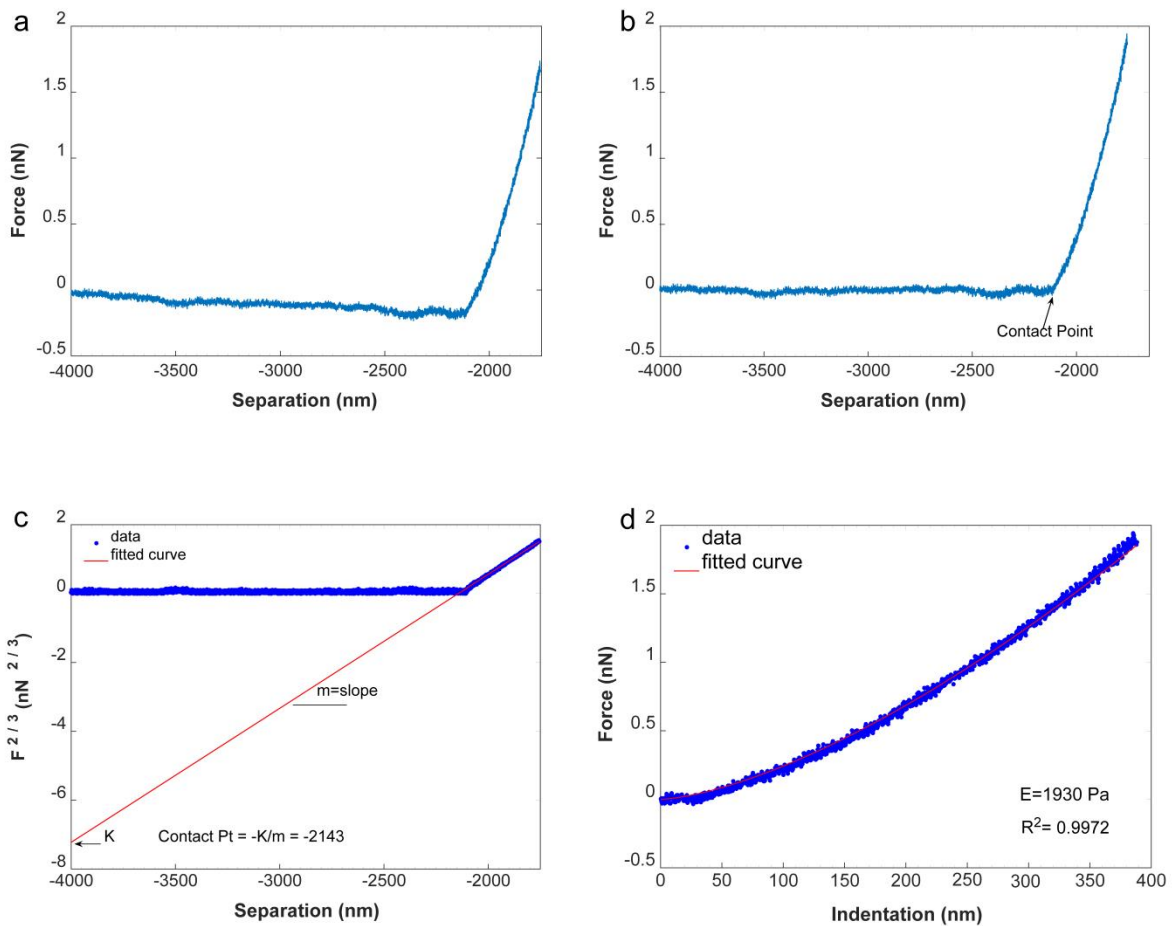 a
2
1.5
1
0.5
0
-0.5
Force (nN)
-4000 -3500 -3000 -2500 -2000
Separation (nm)
b
2
1.5
1
0.5
0
-0.5
Force (nN)
Contact Point
-4000 -3500 -3000 -2500 -2000
Separation (nm)
c
2
0
-2
-4
-6
-8
F 2/3 (nN 2/3)
data
fitted curve
m=slope
K
Contact Pt = -K/m = -2143
-4000 -3500 -3000 -2500 -2000
Separation (nm)
d
2
1.5
1
0.5
0
-0.5
Force (nN)
data
fitted curve
E=1930 Pa
R²= 0.9972
0 50 100 150 200 250 300 350 400
Indentation (nm)